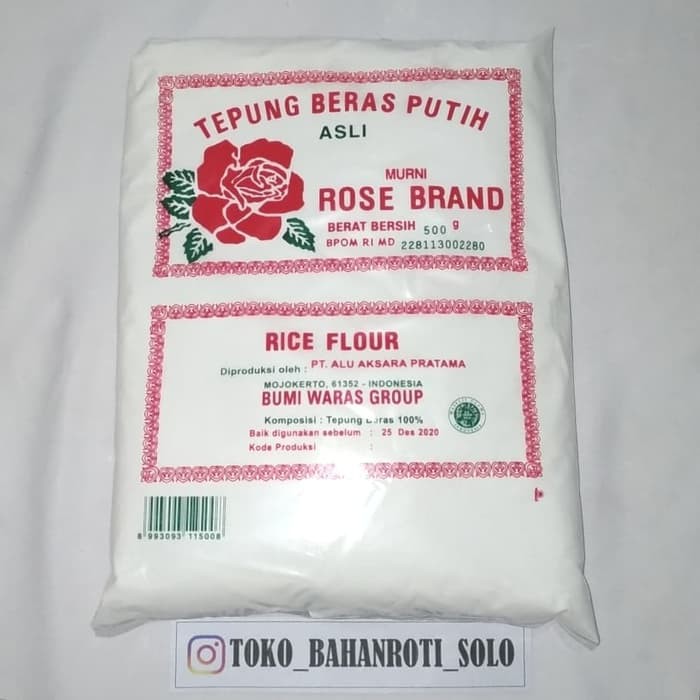 TEPUNG BERAS PUTIH
ASLI
MURNI
ROSE BRAND
BERAT BERSIH 500 g
BPOM RI MD 228113002280
RICE FLOUR
Diproduksi oleh : PT. ALU AKSARA PRATAMA
MOJOKERTO, 61352 - INDONESIA
BUMI WARAS GROUP
Komposisi : Tepung Beras 100%
Baik digunakan sebelum : 25 Des 2020
Kode Produksi :
8 993093 115008
TOKO_BAHANROTI_SOLO